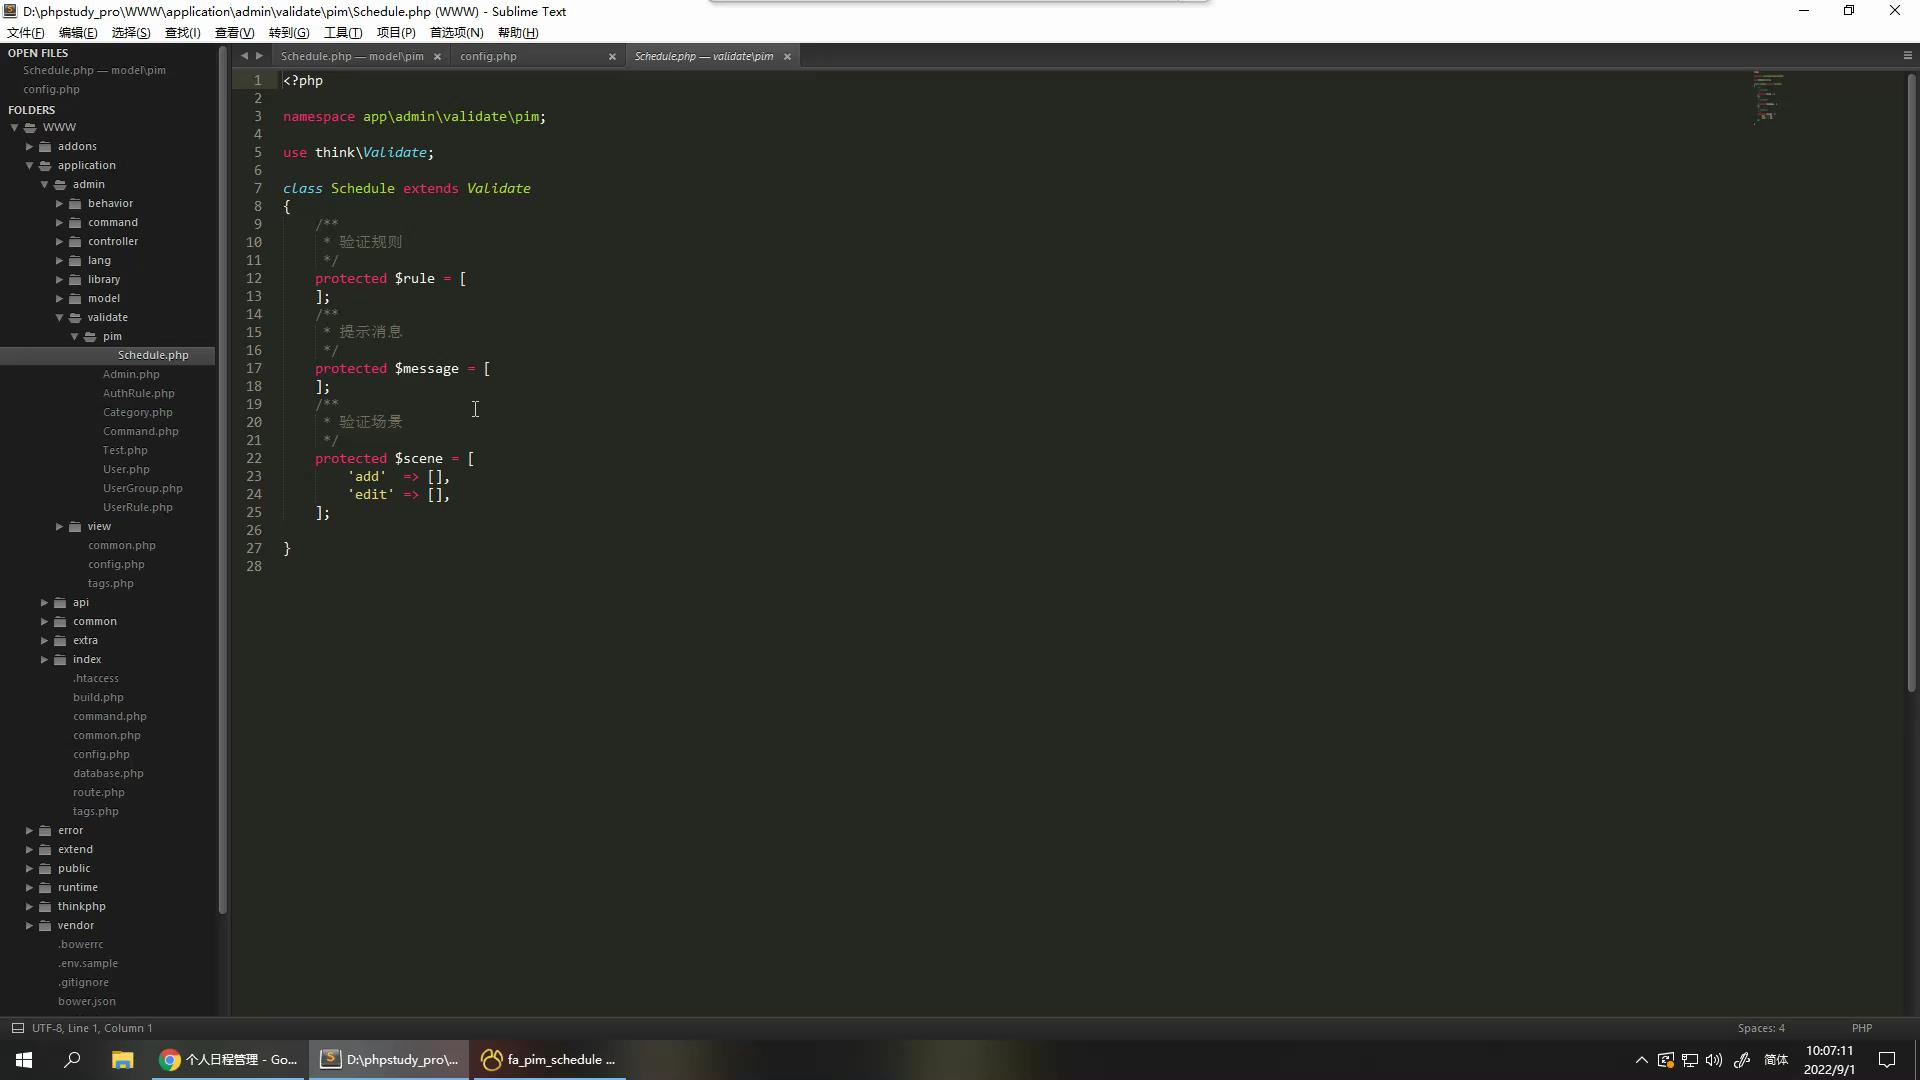 D:\phpstudy_pro\WWW\application\admin\validate\pim\Schedule.php (WWW) - Sublime Text
文件(F) 编辑(E) 选择(S) 查找(I) 查看(V) 转到(G) 工具(T) 项目(P) 首选项(N) 帮助(H)
OPEN FILES
Schedule.php — model\pim
config.php
FOLDERS
WWW
addons
application
admin
behavior
command
controller
lang
library
model
validate
pim
Schedule.php
Admin.php
AuthRule.php
Category.php
Command.php
Test.php
User.php
UserGroup.php
UserRule.php
view
common.php
config.php
tags.php
api
common
extra
index
.htaccess
build.php
command.php
common.php
config.php
database.php
route.php
tags.php
error
extend
public
runtime
thinkphp
vendor
.bowerrc
.env.sample
.gitignore
bower.json
Schedule.php — model\pim config.php Schedule.php — validate\pim
1 <?php
2
3 namespace app\admin\validate\pim;
4
5 use think\Validate;
6
7 class Schedule extends Validate
8 {
9 /**
10 * 验证规则
11 */
12 protected $rule = [
13 ];
14 /**
15 * 提示消息
16 */
17 protected $message = [
18 ];
19 /**
20 * 验证场景
21 */
22 protected $scene = [
23 'add' => [],
24 'edit' => [],
25 ];
26
27 }
28
UTF-8, Line 1, Column 1 Spaces: 4 PHP
个人日程管理 - Go... D:\phpstudy_pro\... fa_pim_schedule ... 简体 10:07:11
2022/9/1